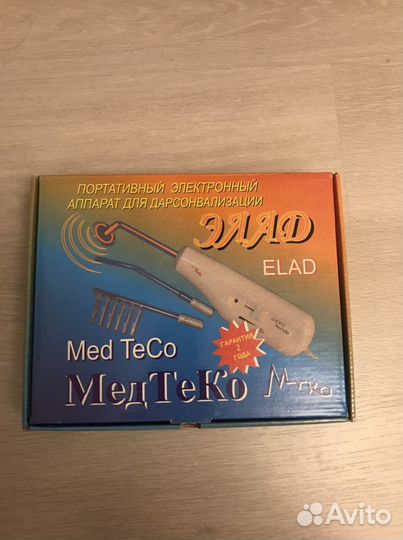 ПОРТАТИВНЫЙ ЭЛЕКТРОННЫЙ
АППАРАТ ДЛЯ ДАРСОНВАЛИЗАЦИИ
ЭЛАД
ELAD
ГАРАНТИЯ
2
ГОДА
Med TeCo
МедТеКо
Avito